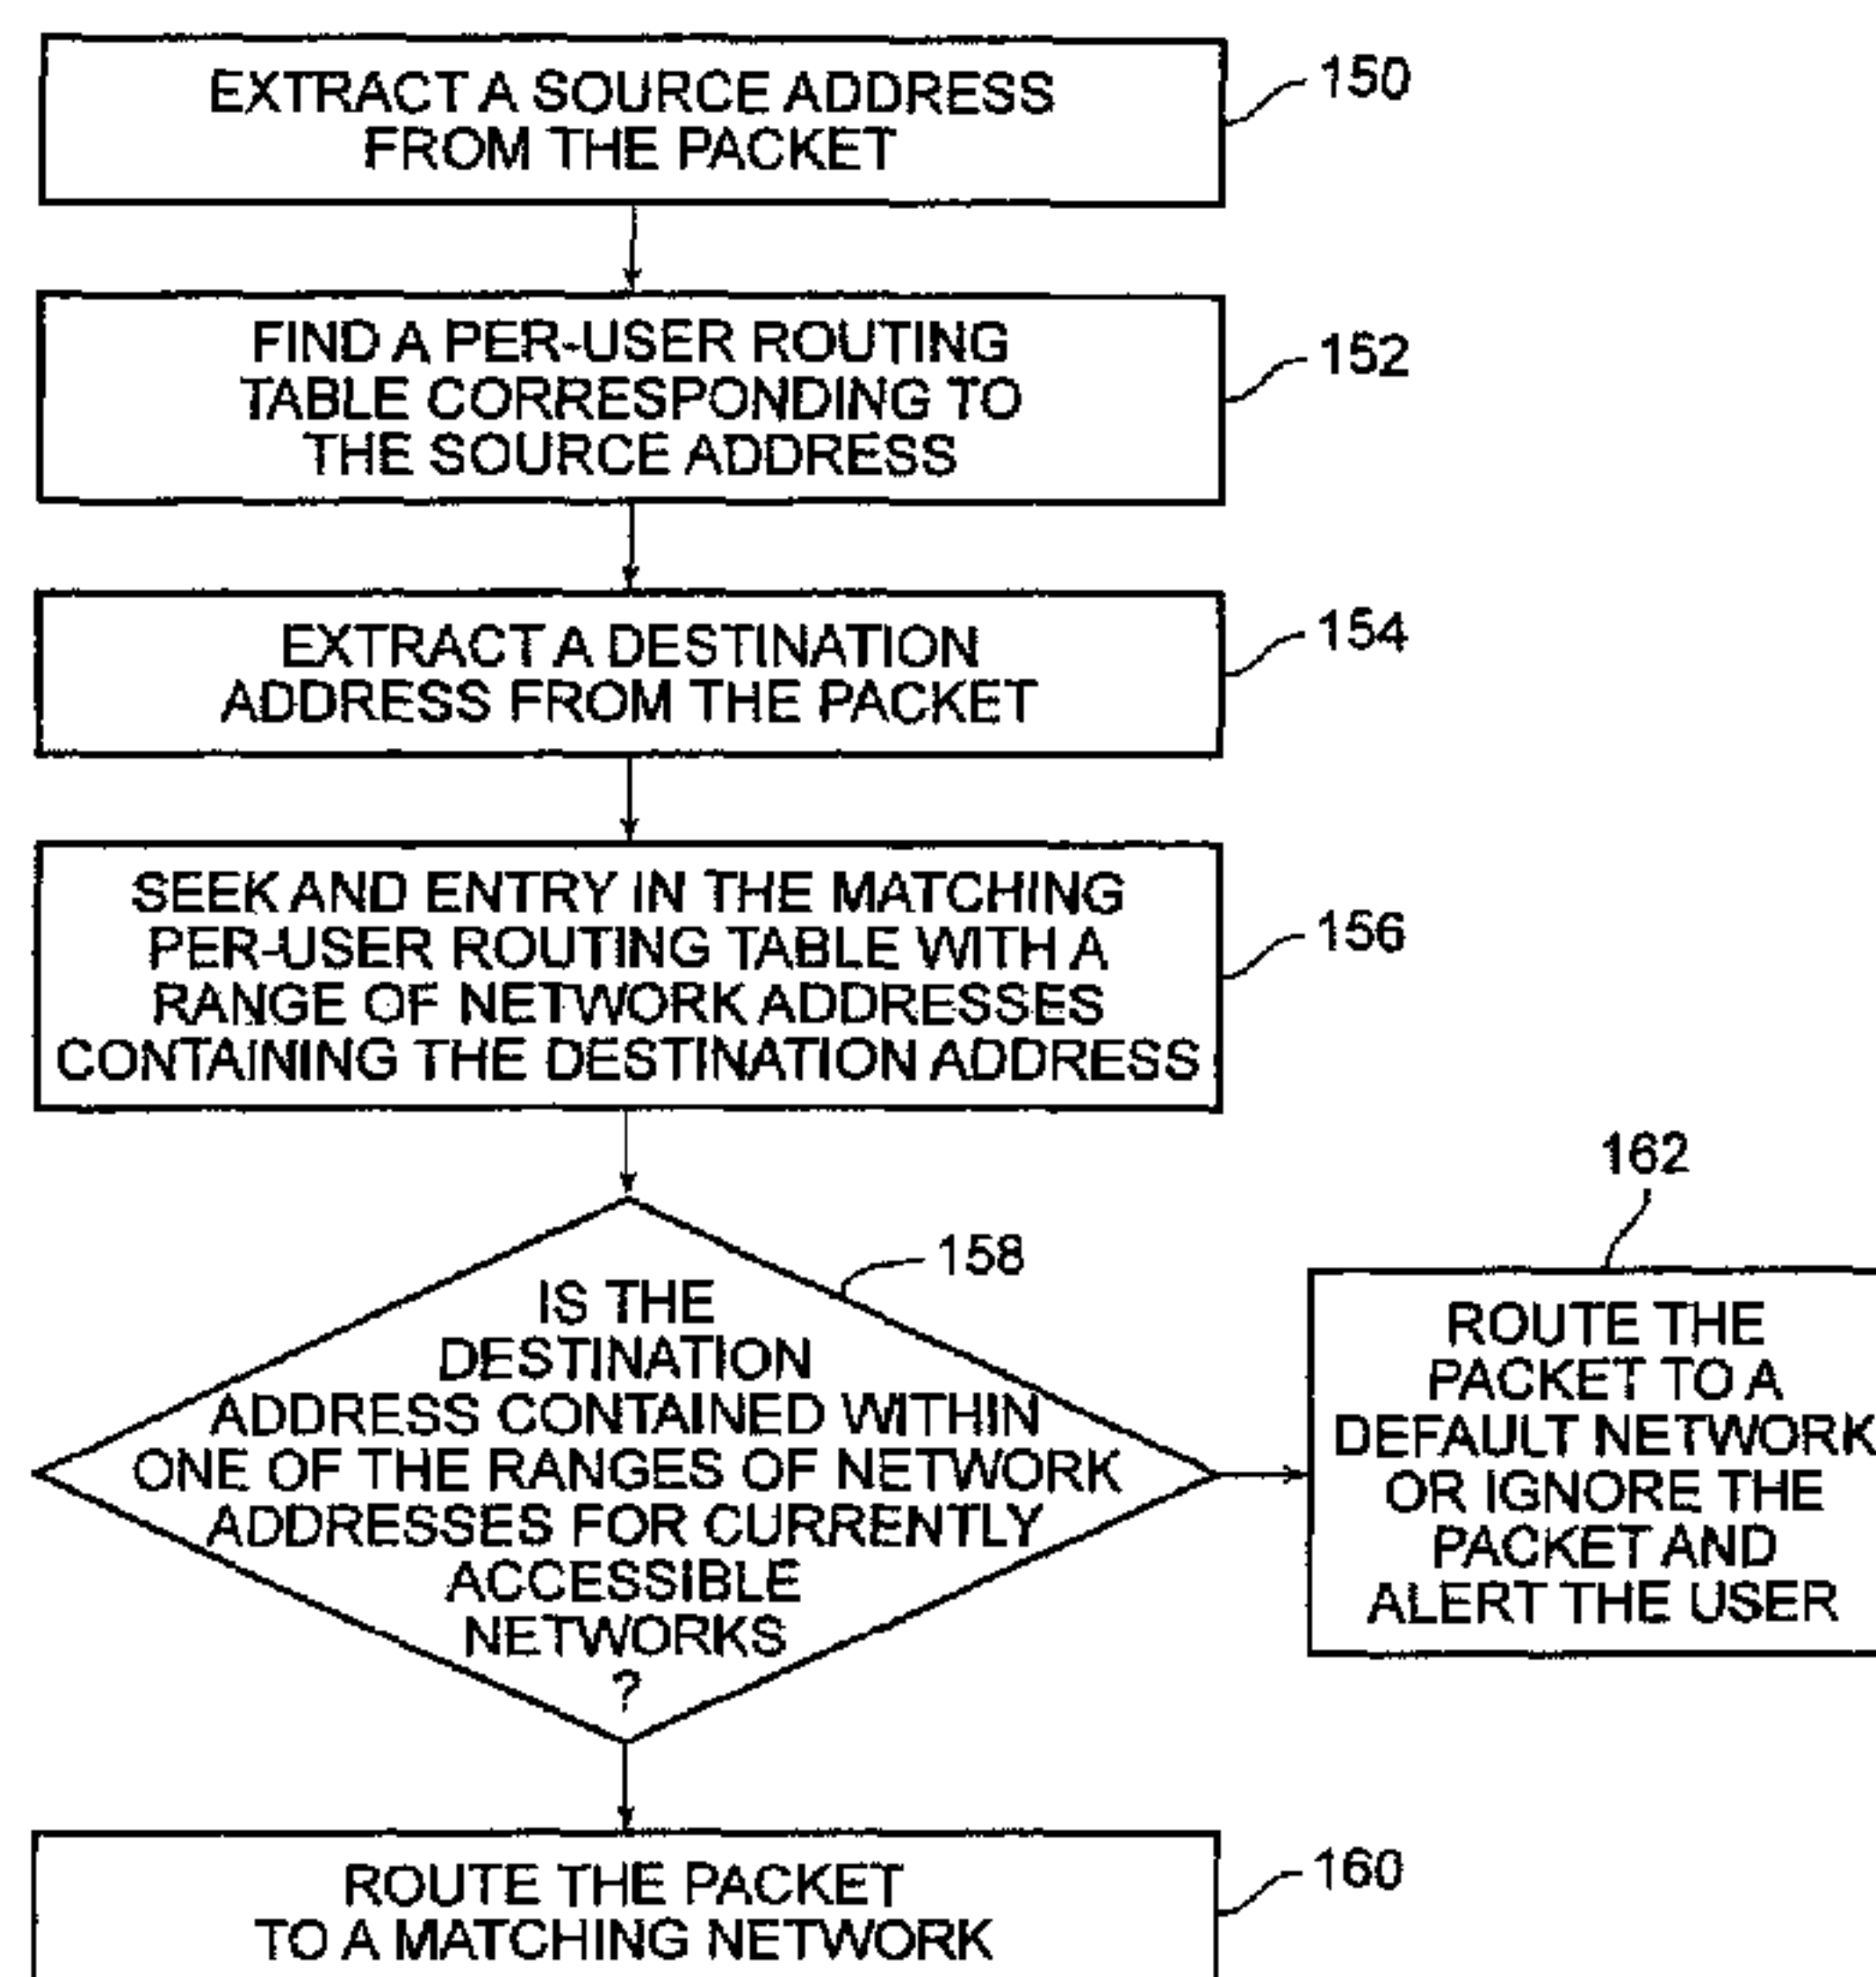 EXTRACT A SOURCE ADDRESS
FROM THE PACKET
150
FIND A PER-USER ROUTING
TABLE CORRESPONDING TO
THE SOURCE ADDRESS
152
EXTRACT A DESTINATION
ADDRESS FROM THE PACKET
154
SEEK AND ENTRY IN THE MATCHING
PER-USER ROUTING TABLE WITH A
RANGE OF NETWORK ADDRESSES
CONTAINING THE DESTINATION ADDRESS
156
IS THE
DESTINATION
ADDRESS CONTAINED WITHIN
ONE OF THE RANGES OF NETWORK
ADDRESSES FOR CURRENTLY
ACCESSIBLE
NETWORKS
?
158
162
ROUTE THE
PACKET TO A
DEFAULT NETWORK
OR IGNORE THE
PACKET AND
ALERT THE USER
ROUTE THE PACKET
TO A MATCHING NETWORK
160